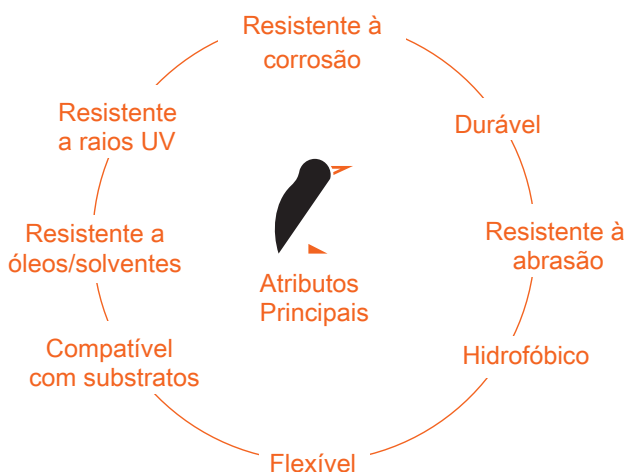 Resistente à
corrosão
Durável
Resistente à
abrasão
Hidrofóbico
Flexível
Compatível
com substratos
Resistente a
óleos/solventes
Resistente
a raios UV
Atributos
Principais